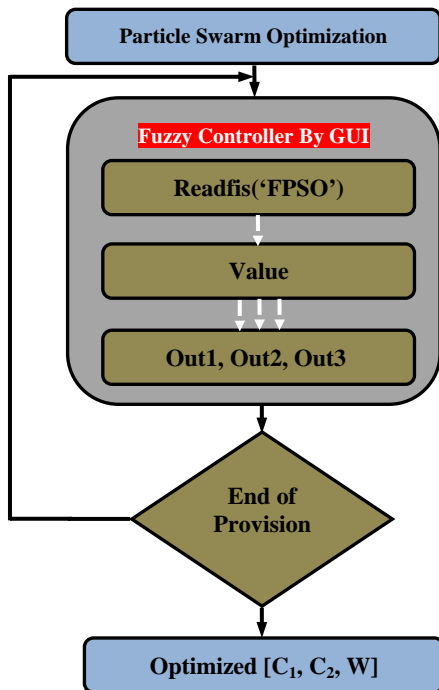 Particle Swarm Optimization
Fuzzy Controller By GUI
Readfis(‘FPSO’)
Value
Out1, Out2, Out3
End of
Provision
Optimized [C₁, C₂, W]